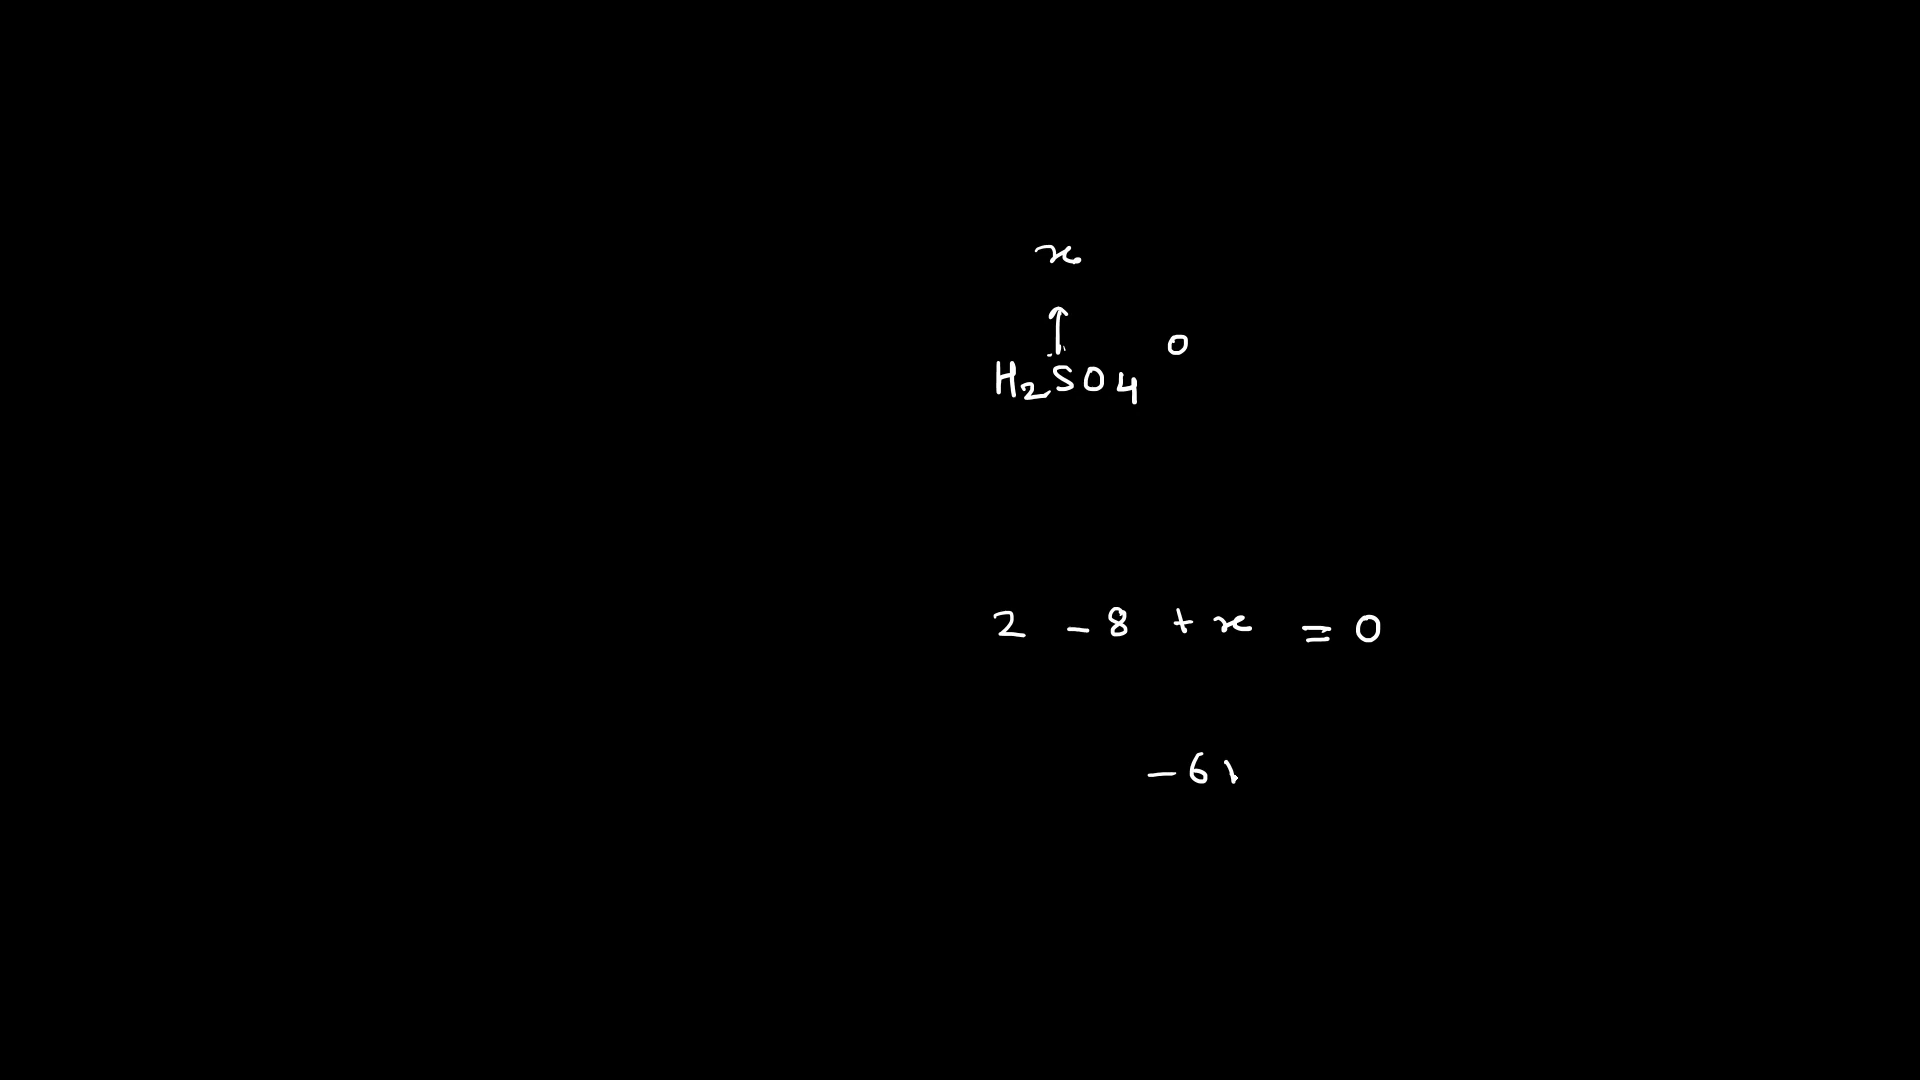 x
↑
0
H₂SO4
2 - 8 + x = 0
- 6